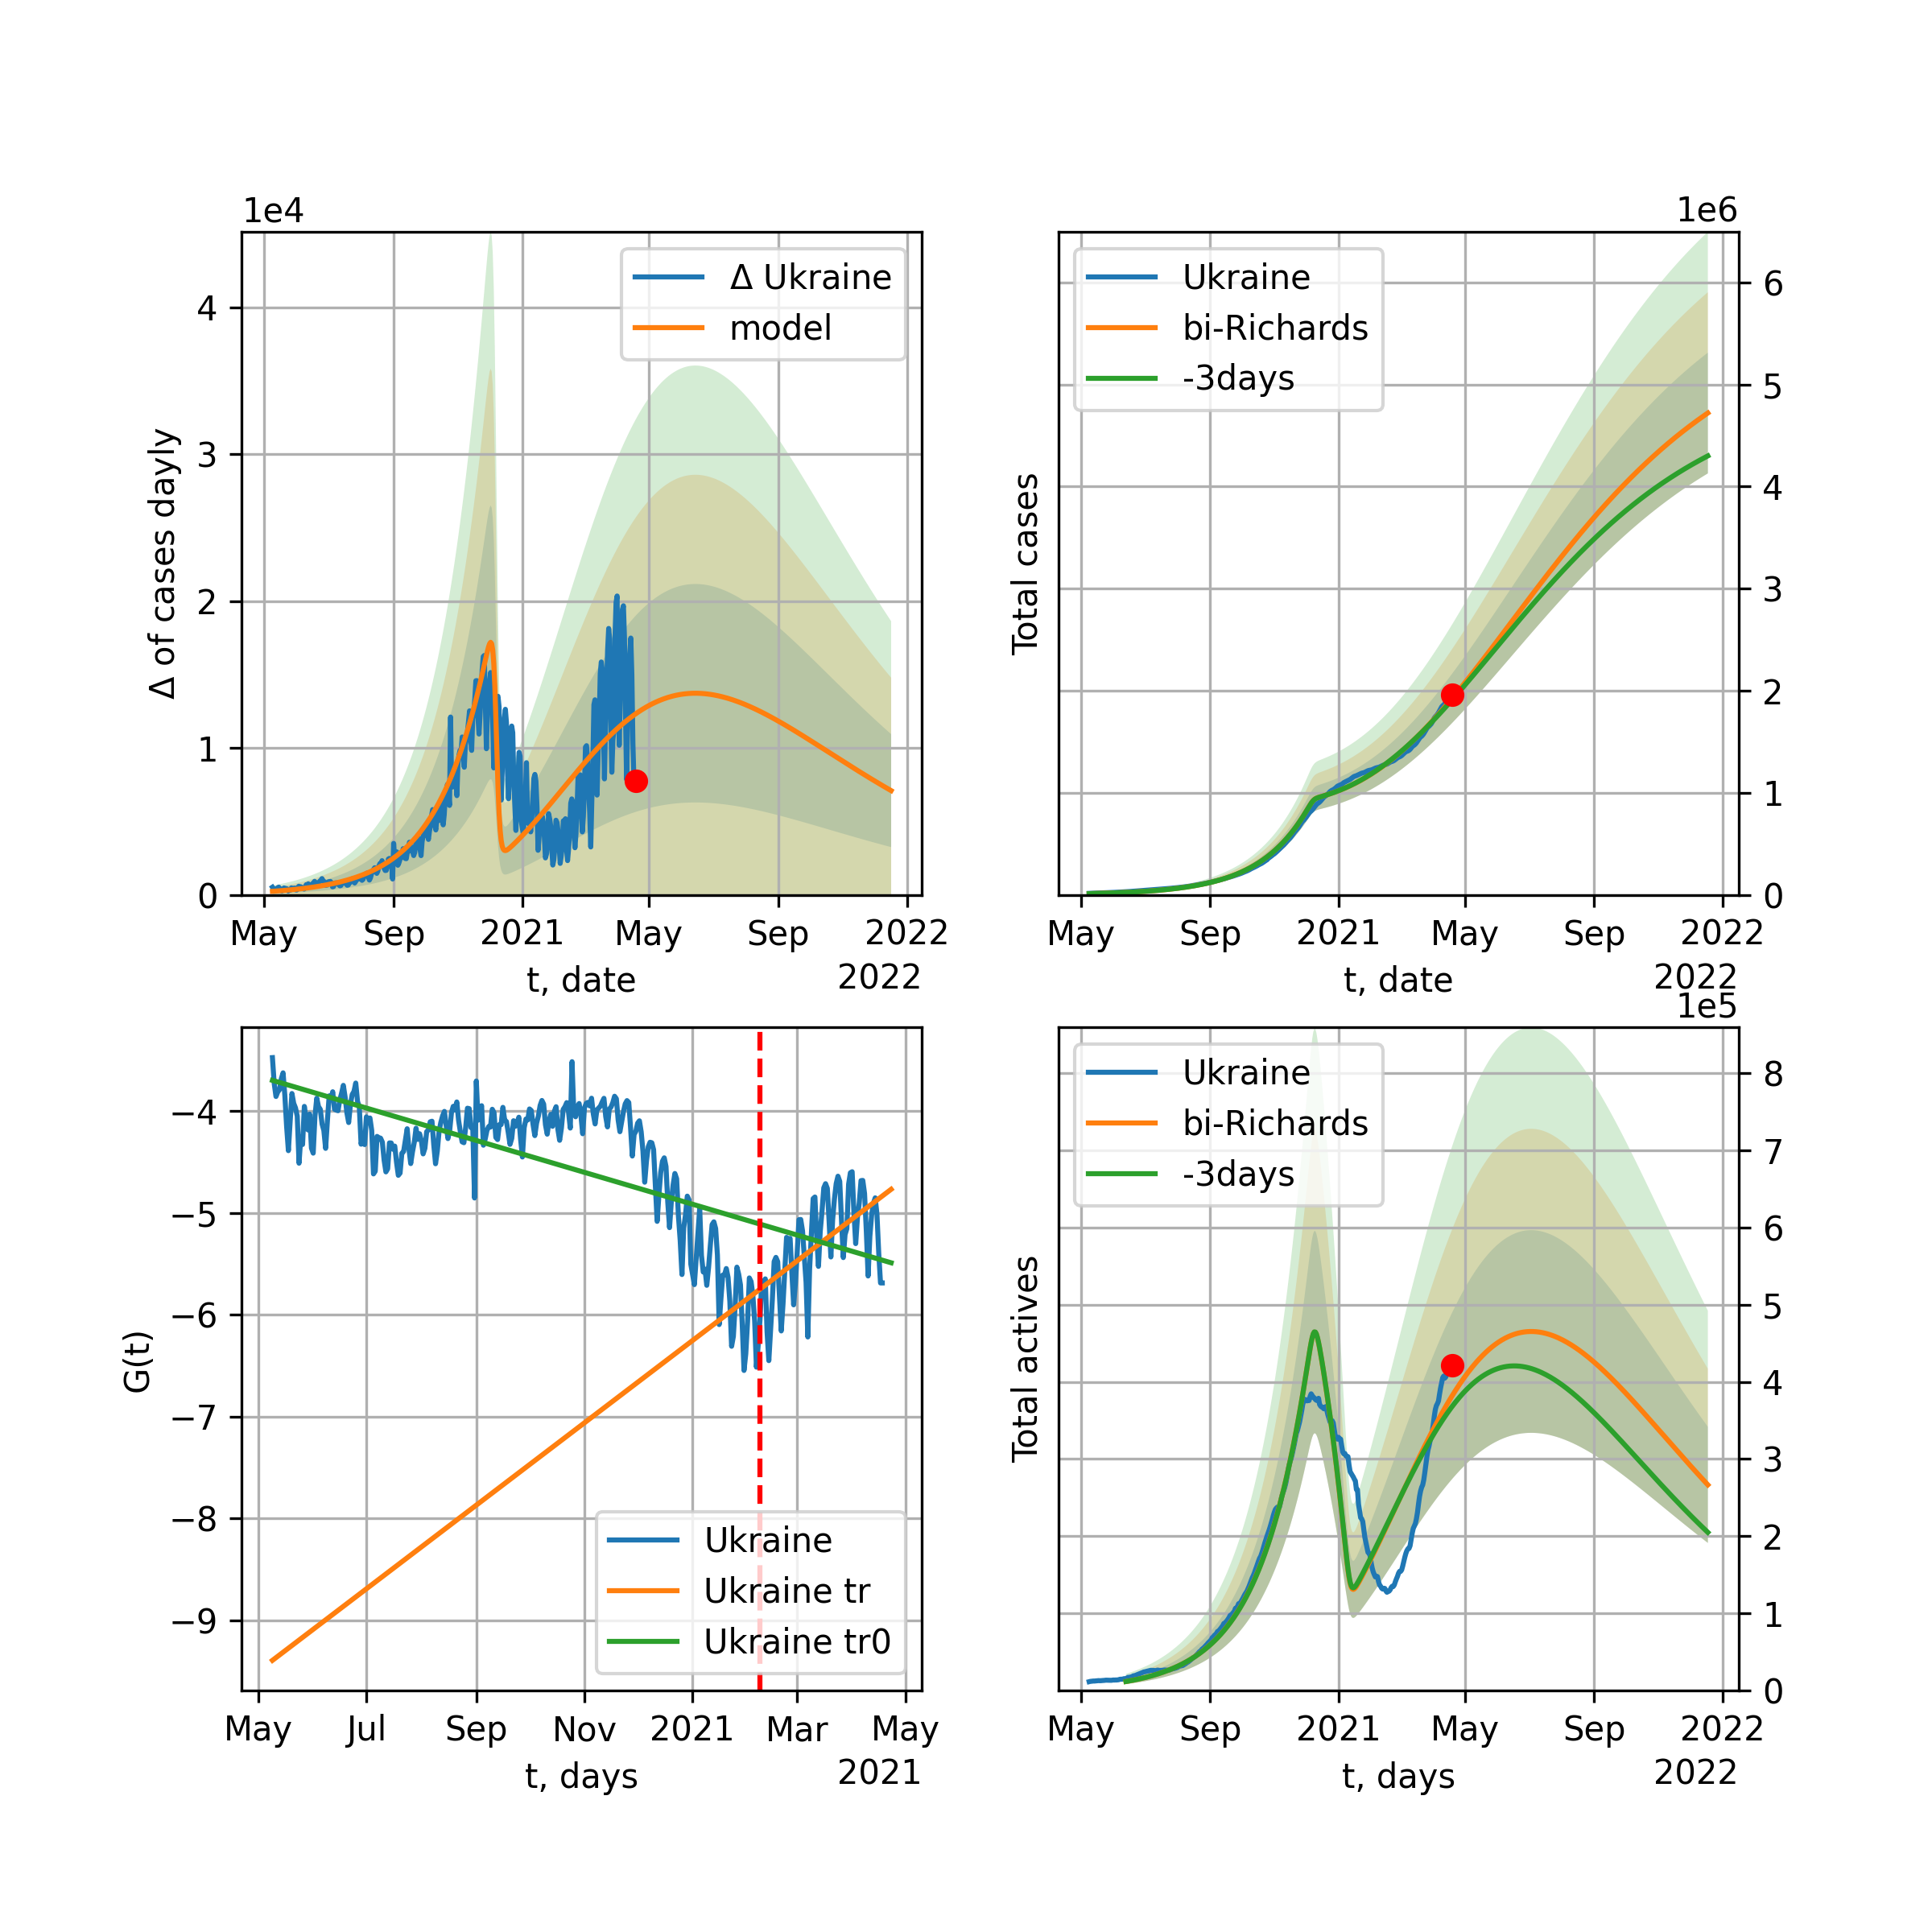 1e4
Δ Ukraine
model
4
3
2
1
0
Δ of cases dayly
May Sep 2021 May Sep 2022
t, date
2022
1e6
Ukraine
bi-Richards
-3days
6
5
4
3
2
1
0
Total cases
May Sep 2021 May Sep 2022
t, date
2022
−4
−5
−6
−7
−8
−9
G(t)
Ukraine
Ukraine tr
Ukraine tr0
May Jul Sep Nov 2021 Mar May
t, days
2021
1e5
Ukraine
bi-Richards
-3days
8
7
6
5
4
3
2
1
0
Total actives
May Sep 2021 May Sep 2022
t, days
2022